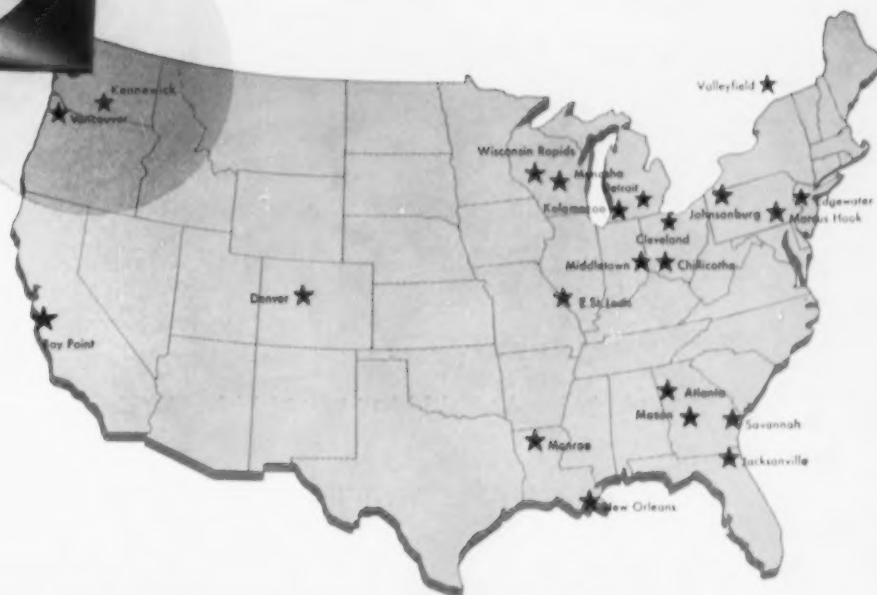 Valleyfield
Kennewick
Vancouver
Wisconsin Rapids
Menasha
Detroit
Kalamazoo
Edgewater
Johnsonburg
Marcus Hook
Cleveland
Middletown
Chillicothe
Denver
E. St. Louis
Bay Point
Atlanta
Macon
Savannah
Monroe
Jacksonville
New Orleans